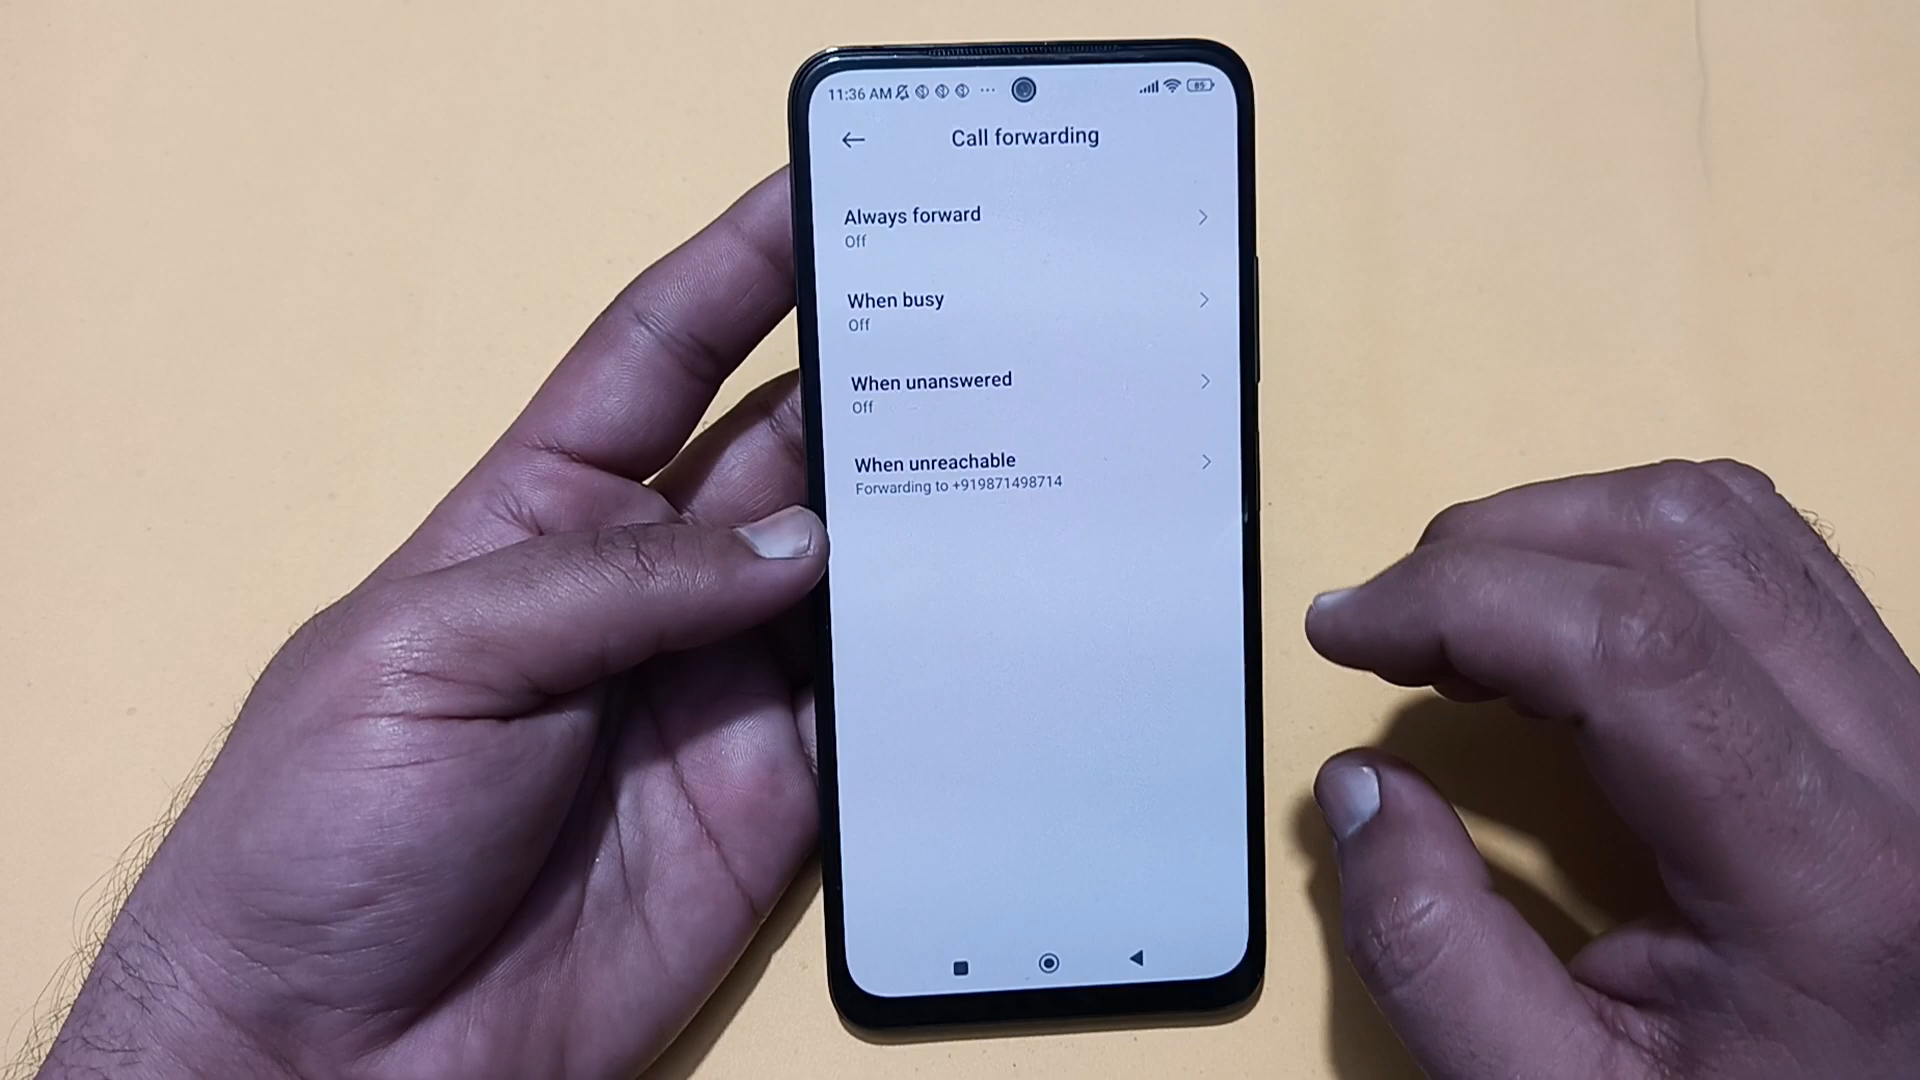 11:36 AM ... 85
Call forwarding
Always forward
Off
When busy
Off
When unanswered
Off
When unreachable
Forwarding to +919871498714